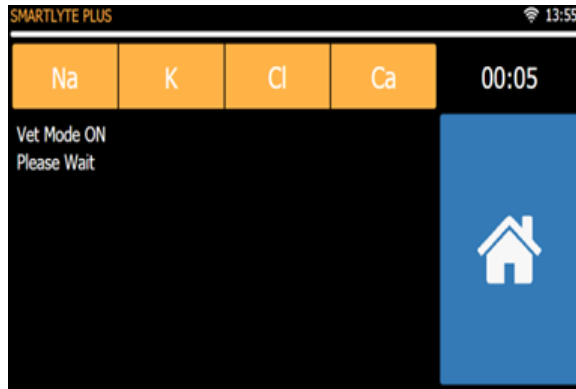 SMARTLYTE PLUS 13:55
Na K Cl Ca 00:05
Vet Mode ON
Please Wait